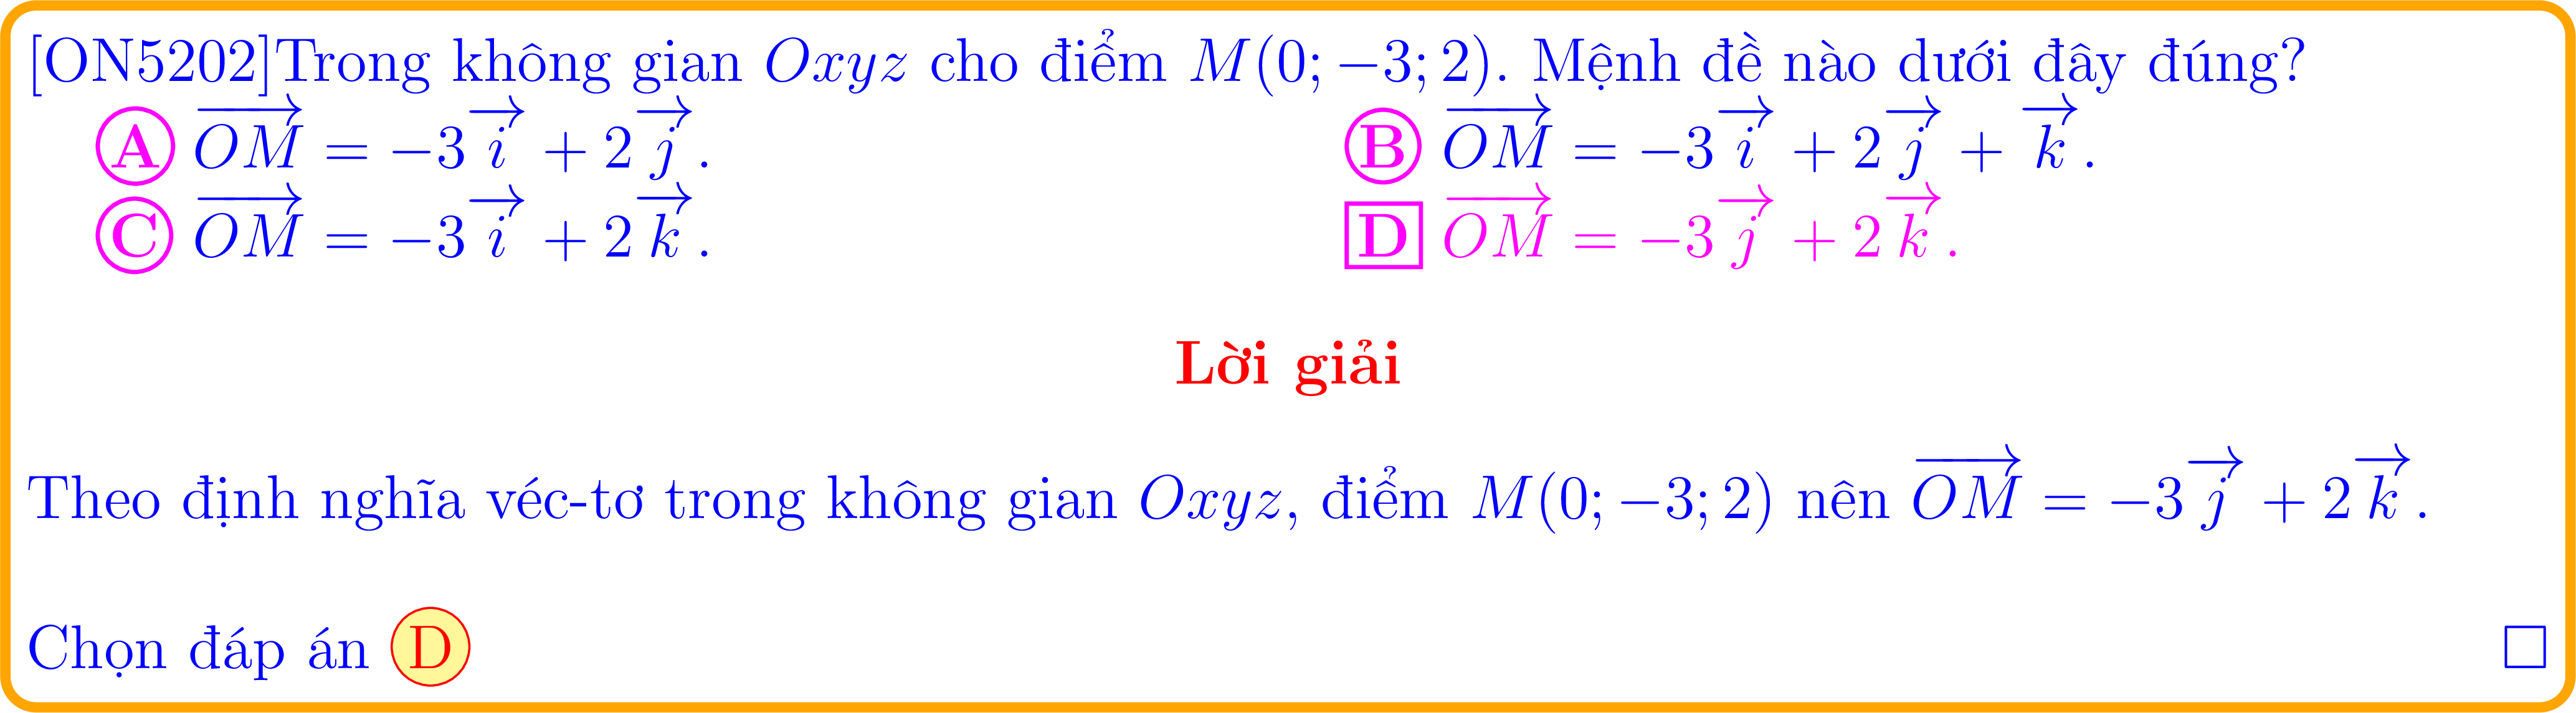 [ON5202]Trong không gian $Oxyz$ cho điểm $M(0; -3; 2)$. Mệnh đề nào dưới đây đúng?
Ⓐ $\overrightarrow{OM} = -3\overrightarrow{i} + 2\overrightarrow{j}$. Ⓑ $\overrightarrow{OM} = -3\overrightarrow{i} + 2\overrightarrow{j} + \overrightarrow{k}$.
Ⓒ $\overrightarrow{OM} = -3\overrightarrow{i} + 2\overrightarrow{k}$. D $\overrightarrow{OM} = -3\overrightarrow{j} + 2\overrightarrow{k}$.
Lời giải
Theo định nghĩa véc-tơ trong không gian $Oxyz$, điểm $M(0; -3; 2)$ nên $\overrightarrow{OM} = -3\overrightarrow{j} + 2\overrightarrow{k}$.
Chọn đáp án Ⓓ □